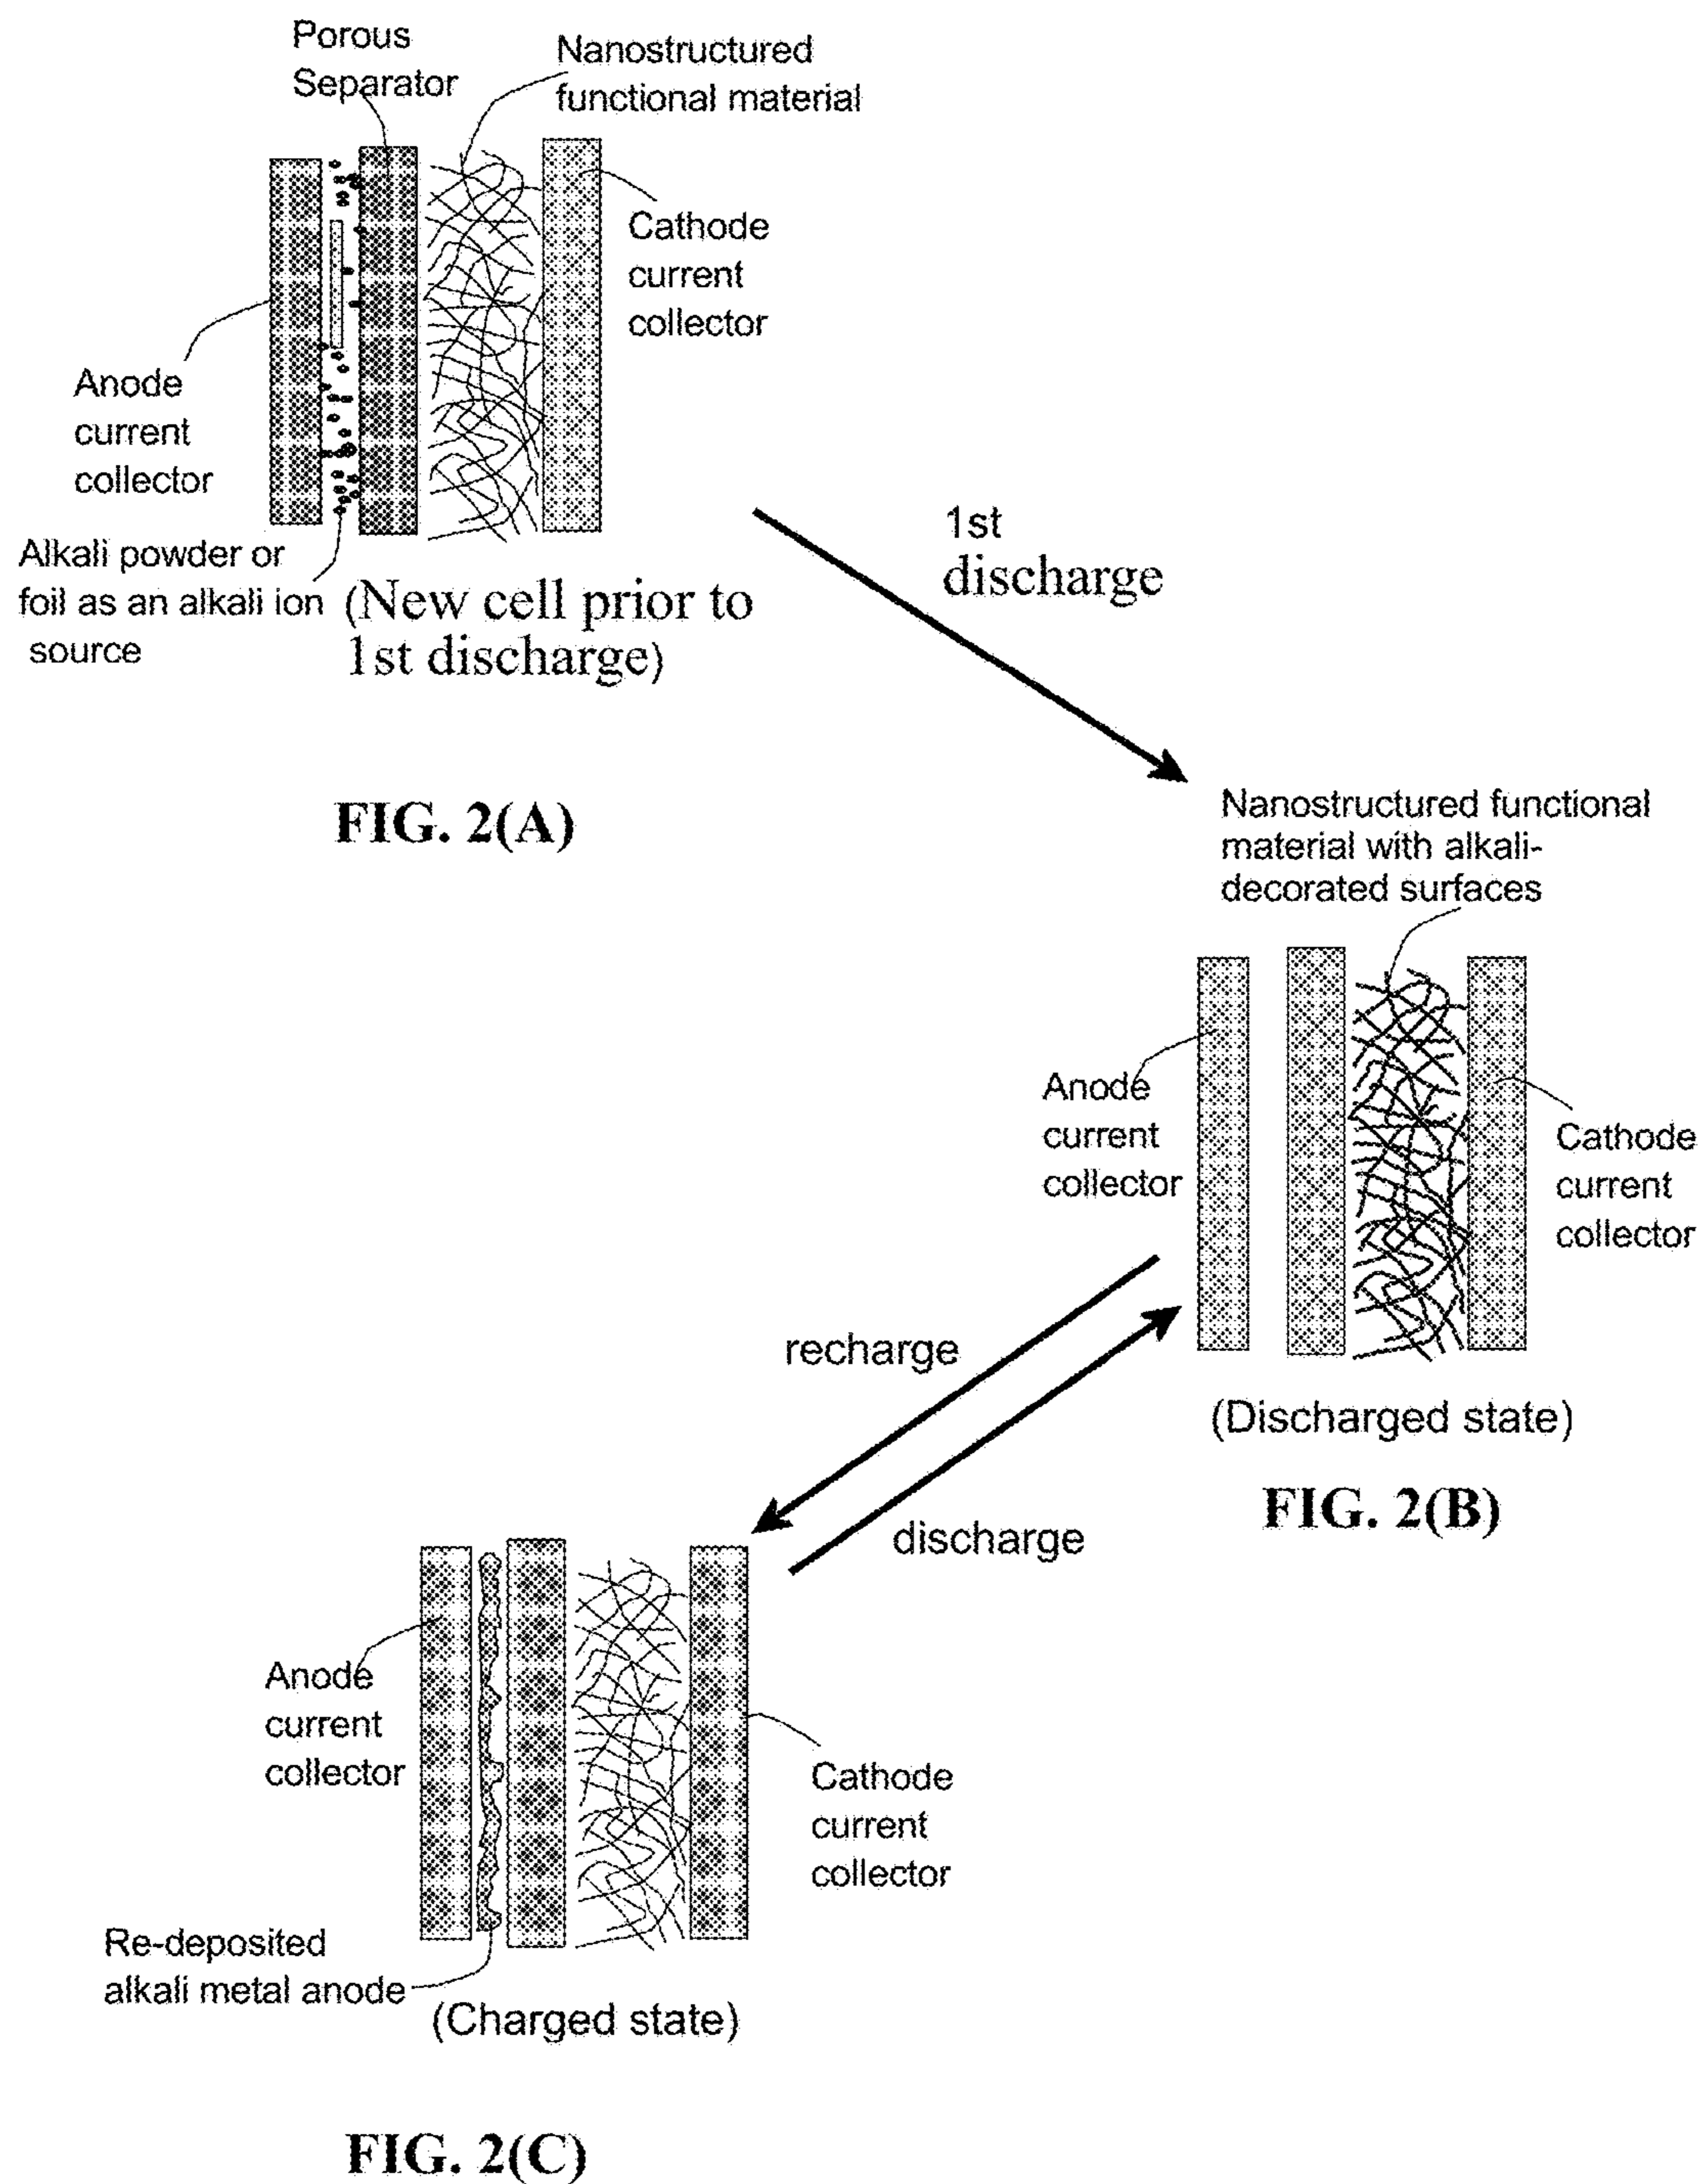 Porous
Separator
Nanostructured
functional material
Cathode
current
collector
Anode
current
collector
Alkali powder or
foil as an alkali ion
source
(New cell prior to
1st discharge)
1st
discharge
FIG. 2(A)
Nanostructured functional
material with alkali-
decorated surfaces
Anode
current
collector
Cathode
current
collector
recharge
discharge
(Discharged state)
FIG. 2(B)
Anode
current
collector
Cathode
current
collector
Re-deposited
alkali metal anode
(Charged state)
FIG. 2(C)